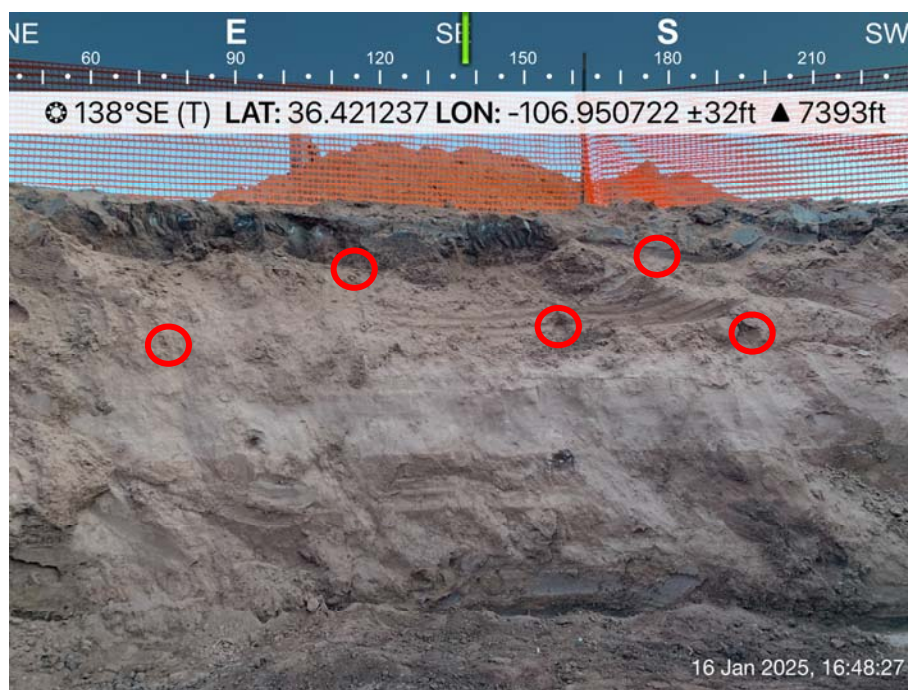 NE E SE S SW
60 90 120 150 180 210
138°SE (T) LAT: 36.421237 LON: -106.950722 ±32ft ▲ 7393ft
16 Jan 2025, 16:48:27